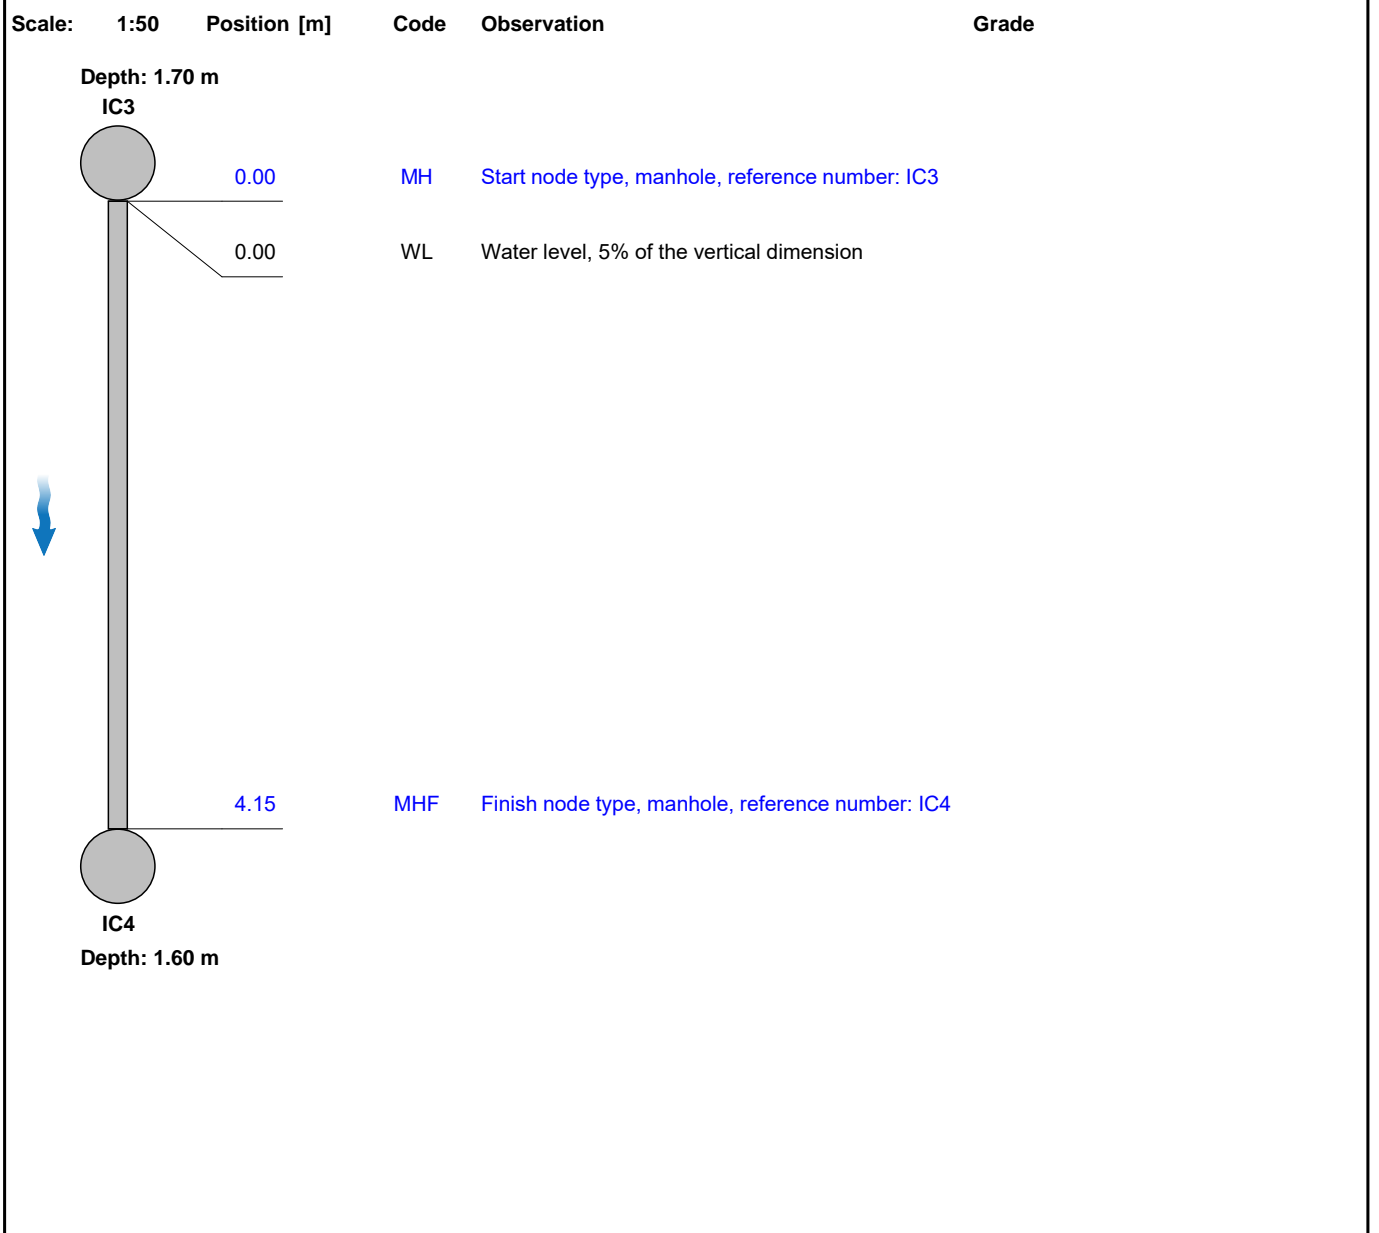 Scale: 1:50 Position [m] Code Observation Grade
Depth: 1.70 m
IC3
0.00 MH Start node type, manhole, reference number: IC3
0.00 WL Water level, 5% of the vertical dimension
4.15 MHF Finish node type, manhole, reference number: IC4
IC4
Depth: 1.60 m